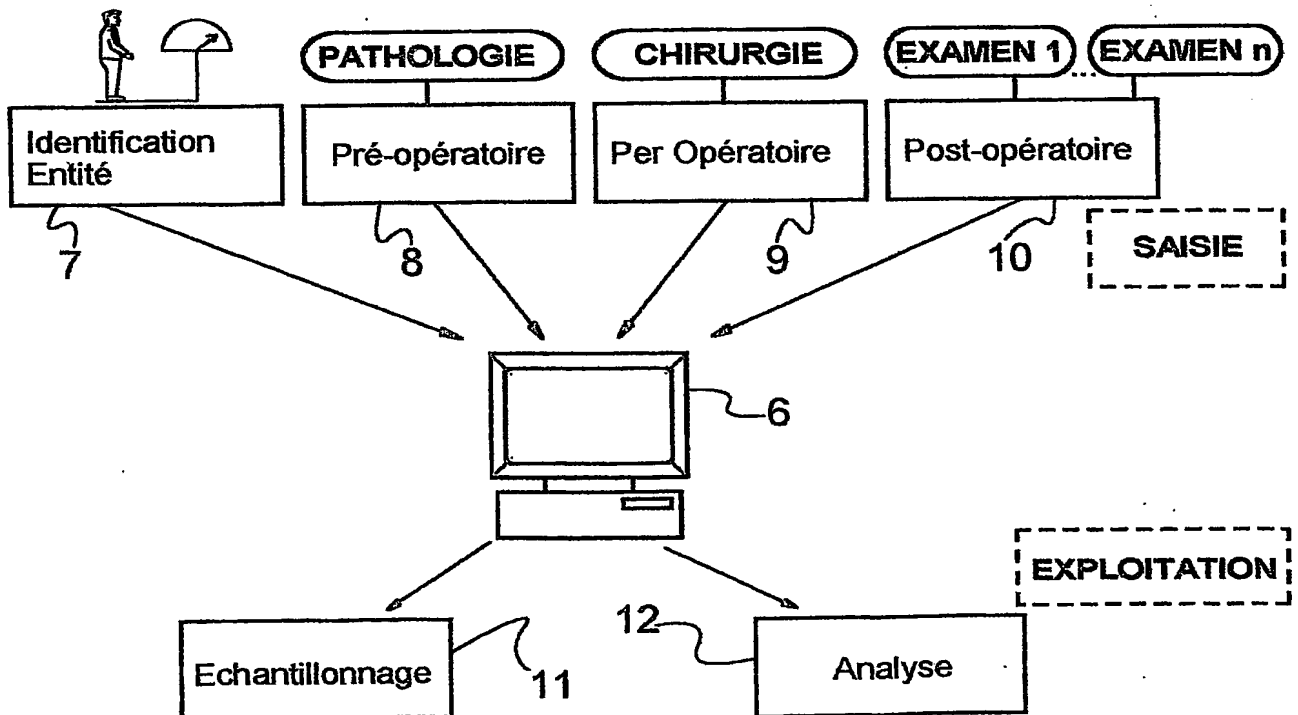 PATHOLOGIE
CHIRURGIE
EXAMEN 1
...
EXAMEN n
Identification
Entité
Pré-opératoire
Per Opératoire
Post-opératoire
7
8
9
10
SAISIE
6
EXPLOITATION
Echantillonnage
11
12
Analyse